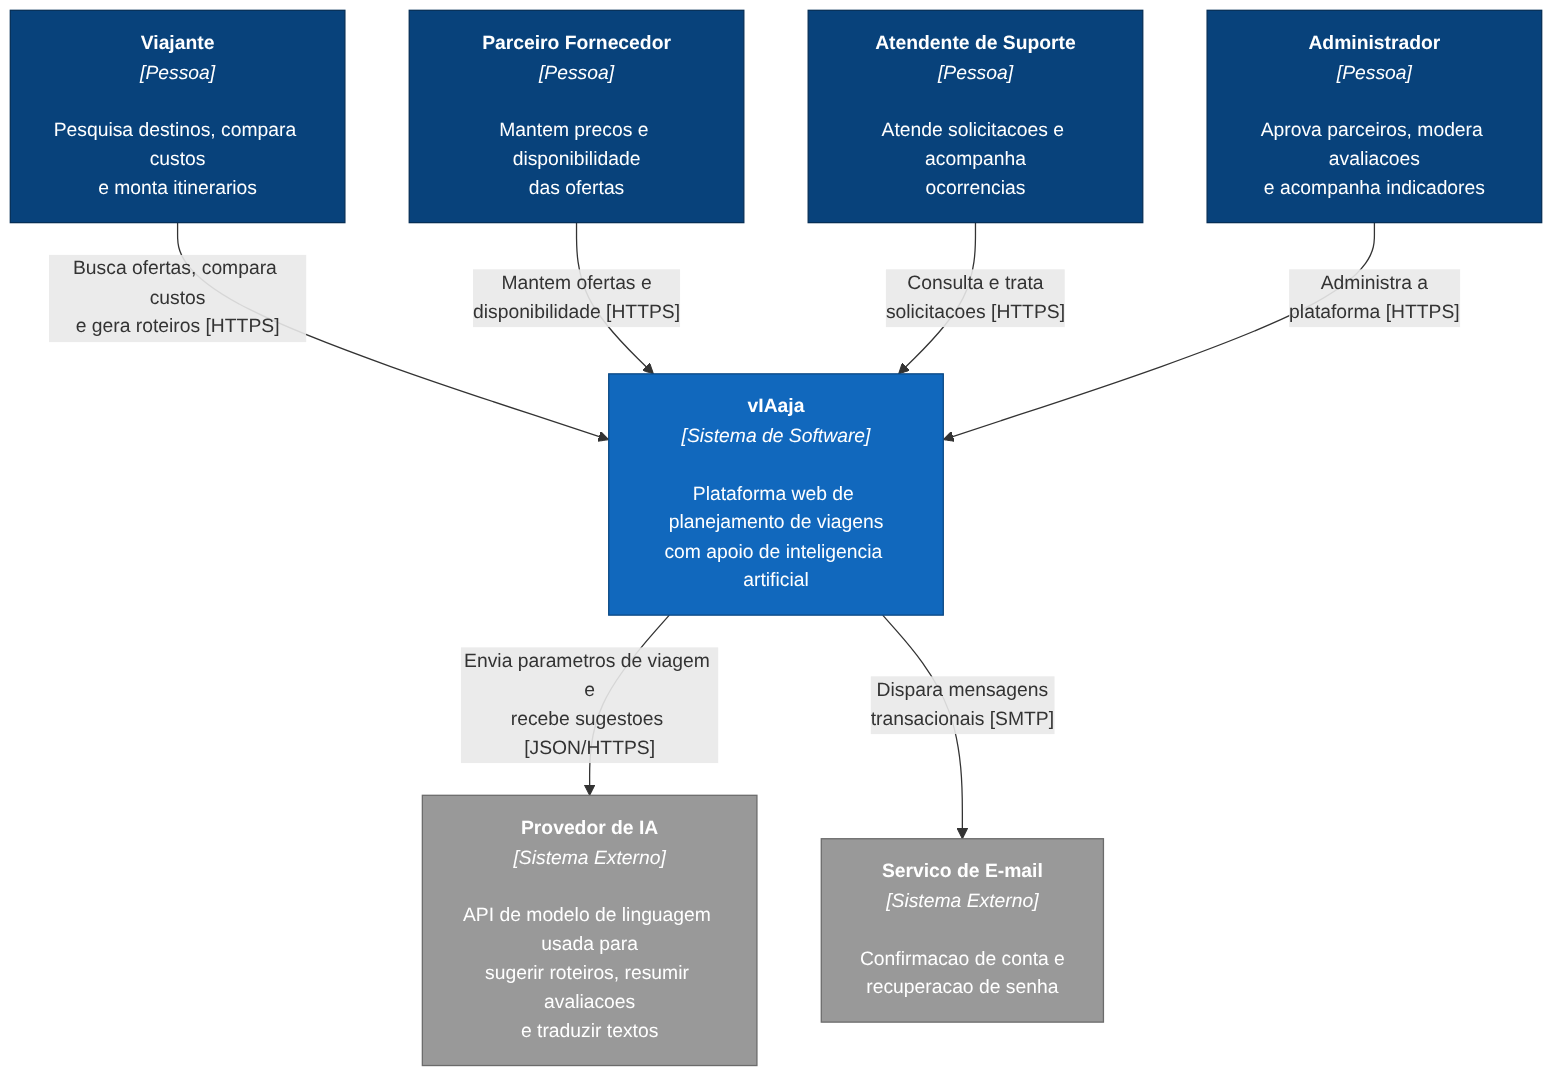 Viajante
[Pessoa]
Pesquisa destinos, compara
custos
e monta itinerarios
Parceiro Fornecedor
[Pessoa]
Mantem precos e
disponibilidade
das ofertas
Atendente de Suporte
[Pessoa]
Atende solicitacoes e
acompanha
ocorrencias
Administrador
[Pessoa]
Aprova parceiros, modera
avaliacoes
e acompanha indicadores
Busca ofertas, compara
custos
e gera roteiros [HTTPS]
Mantem ofertas e
disponibilidade [HTTPS]
Consulta e trata
solicitacoes [HTTPS]
Administra a
plataforma [HTTPS]
vIAaja
[Sistema de Software]
Plataforma web de
planejamento de viagens
com apoio de inteligencia
artificial
Envia parametros de viagem
e
recebe sugestoes
[JSON/HTTPS]
Dispara mensagens
transacionais [SMTP]
Provedor de IA
[Sistema Externo]
API de modelo de linguagem
usada para
sugerir roteiros, resumir
avaliacoes
e traduzir textos
Servico de E-mail
[Sistema Externo]
Confirmacao de conta e
recuperacao de senha